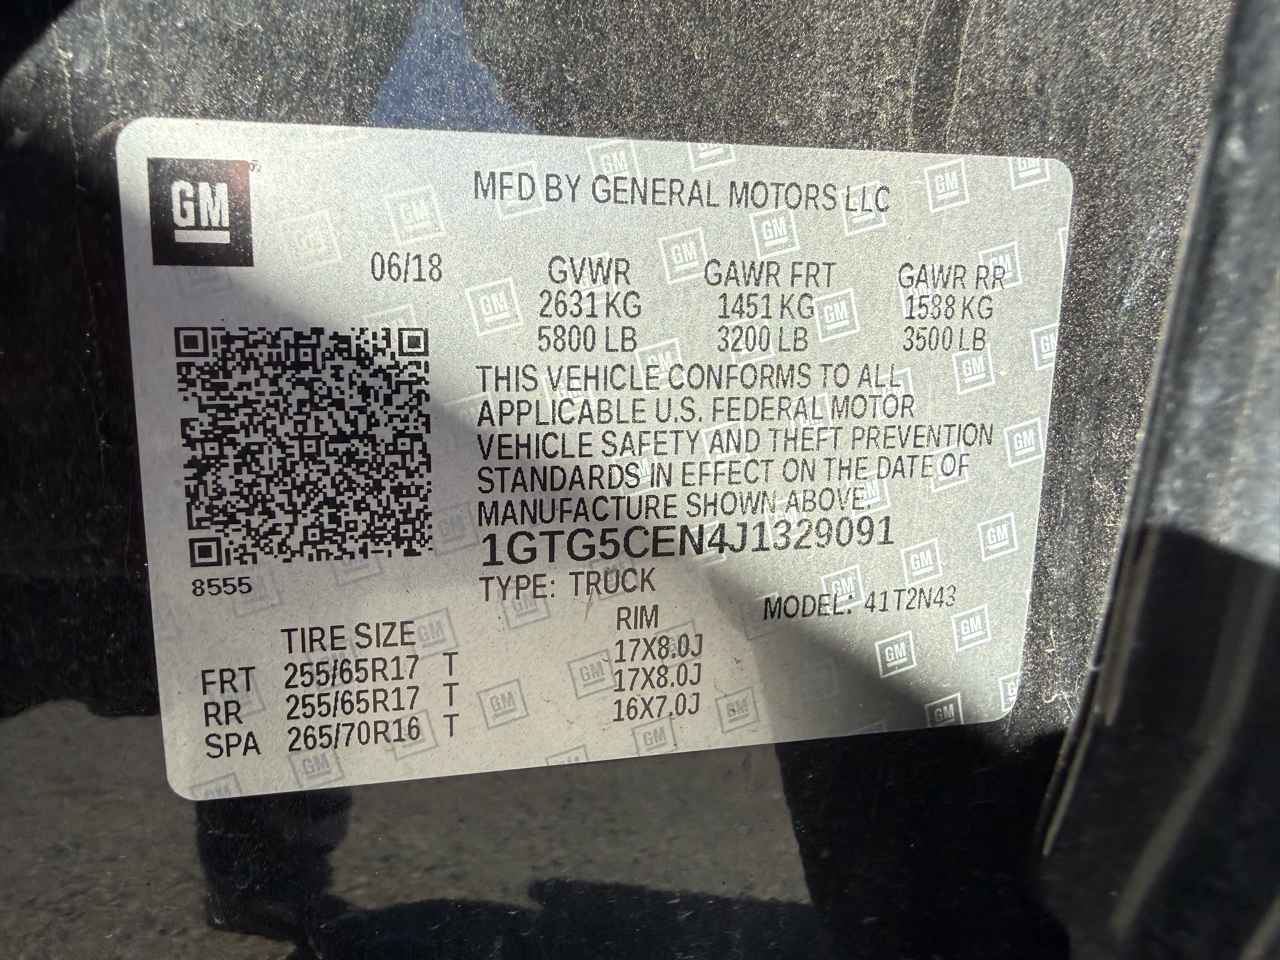 GM
MFD BY GENERAL MOTORS LLC
06/18 GVWR GAWR FRT GAWR RR
2631 KG 1451 KG 1588 KG
5800 LB 3200 LB 3500 LB
THIS VEHICLE CONFORMS TO ALL
APPLICABLE U.S. FEDERAL MOTOR
VEHICLE SAFETY AND THEFT PREVENTION
STANDARDS IN EFFECT ON THE DATE OF
MANUFACTURE SHOWN ABOVE.
1GTG5CEN4J1329091
8555
TYPE: TRUCK MODEL: 41T2N43
TIRE SIZE RIM
FRT 255/65R17 T 17X8.0J
RR 255/65R17 T 17X8.0J
SPA 265/70R16 T 16X7.0J